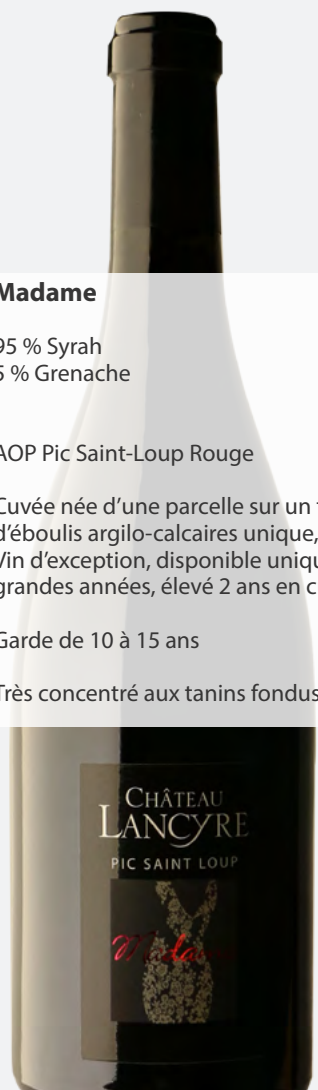 Madame
95 % Syrah
5 % Grenache
AOP Pic Saint-Loup Rouge
Cuvée née d’une parcelle sur un
d’éboulis argilo-calcaires unique,
Vin d’exception, disponible
grandes années, élevé 2 ans en
Garde de 10 à 15 ans
Très concentré aux tanins fondus
CHÂTEAU
LANCYRE
PIC SAINT LOUP
Madame